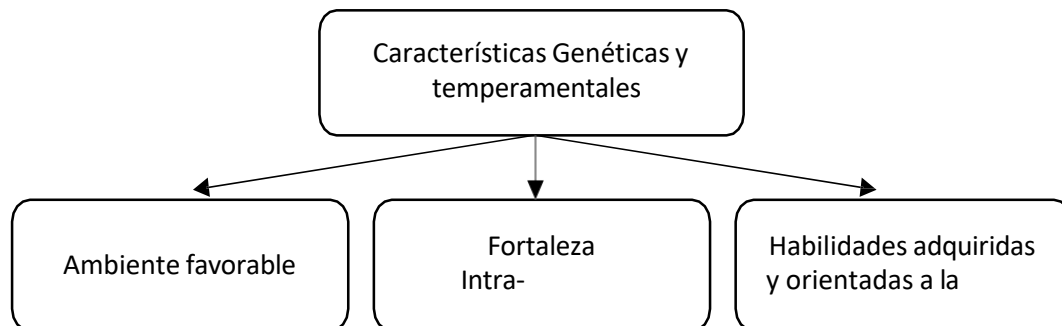 Características Genéticas y
temperamentales
Ambiente favorable
Fortaleza
Intra-
Habilidades adquiridas
y orientadas a la